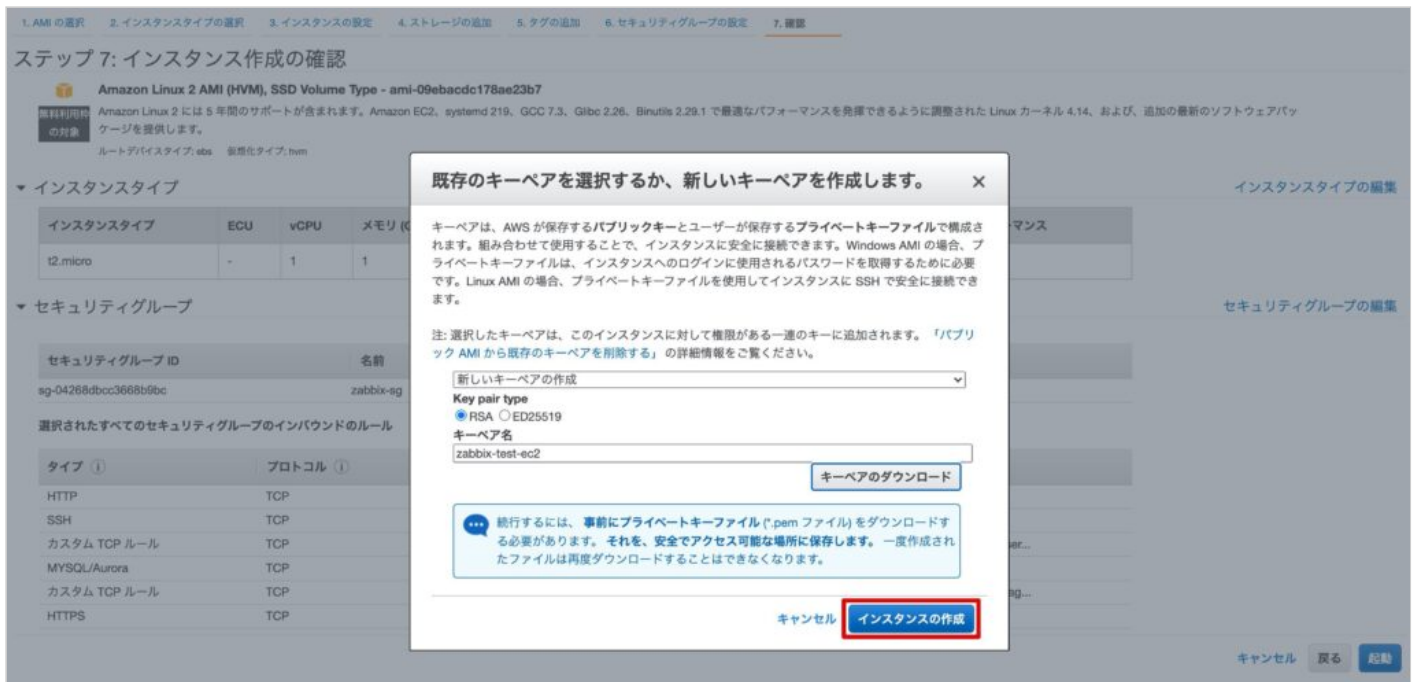 1. AMI の選択 2. インスタンスタイプの選択 3. インスタンスの設定 4. ストレージの追加 5. タグの追加 6. セキュリティグループの設定 7. 確認
ステップ 7: インスタンス作成の確認
Amazon Linux 2 AMI (HVM), SSD Volume Type - ami-09ebacdc178ae23b7
無料利用枠の対象
Amazon Linux 2 には 5 年間のサポートが含まれます。Amazon EC2、systemd 219、GCC 7.3、Glibc 2.26、Binutils 2.29.1 で最適なパフォーマンスを発揮できるように調整された Linux カーネル 4.14、および、追加の最新のソフトウェアパッ
ケージを提供します。
ルートデバイスタイプ: ebs 仮想化タイプ: hvm
インスタンスタイプ
インスタンスタイプの編集
インスタンスタイプ ECU vCPU メモリ (G ーマンス
t2.micro - 1 1
セキュリティグループ
セキュリティグループの編集
セキュリティグループ ID 名前
sg-04268dbcc3668b9bc zabbix-sg
選択されたすべてのセキュリティグループのインバウンドのルール
タイプ プロトコル
HTTP TCP
SSH TCP
カスタム TCP ルール TCP
MYSQL/Aurora TCP
カスタム TCP ルール TCP
HTTPS TCP
キャンセル 戻る 起動
既存のキーペアを選択するか、新しいキーペアを作成します。 ×
キーペアは、AWS が保存するパブリックキーとユーザーが保存するプライベートキーファイルで構成さ
れます。組み合わせて使用することで、インスタンスに安全に接続できます。Windows AMI の場合、プ
ライベートキーファイルは、インスタンスへのログインに使用されるパスワードを取得するために必要
です。Linux AMI の場合、プライベートキーファイルを使用してインスタンスに SSH で安全に接続でき
ます。
注: 選択したキーペアは、このインスタンスに対して権限がある一連のキーに追加されます。 「パブリ
ック AMI から既存のキーペアを削除する」 の詳細情報をご覧ください。
新しいキーペアの作成
Key pair type
RSA ED25519
キーペア名
zabbix-test-ec2
キーペアのダウンロード
続行するには、 事前にプライベートキーファイル (*.pem ファイル) をダウンロードす
る必要があります。 それを、安全でアクセス可能な場所に保存します。 一度作成され
たファイルは再度ダウンロードすることはできなくなります。
キャンセル インスタンスの作成